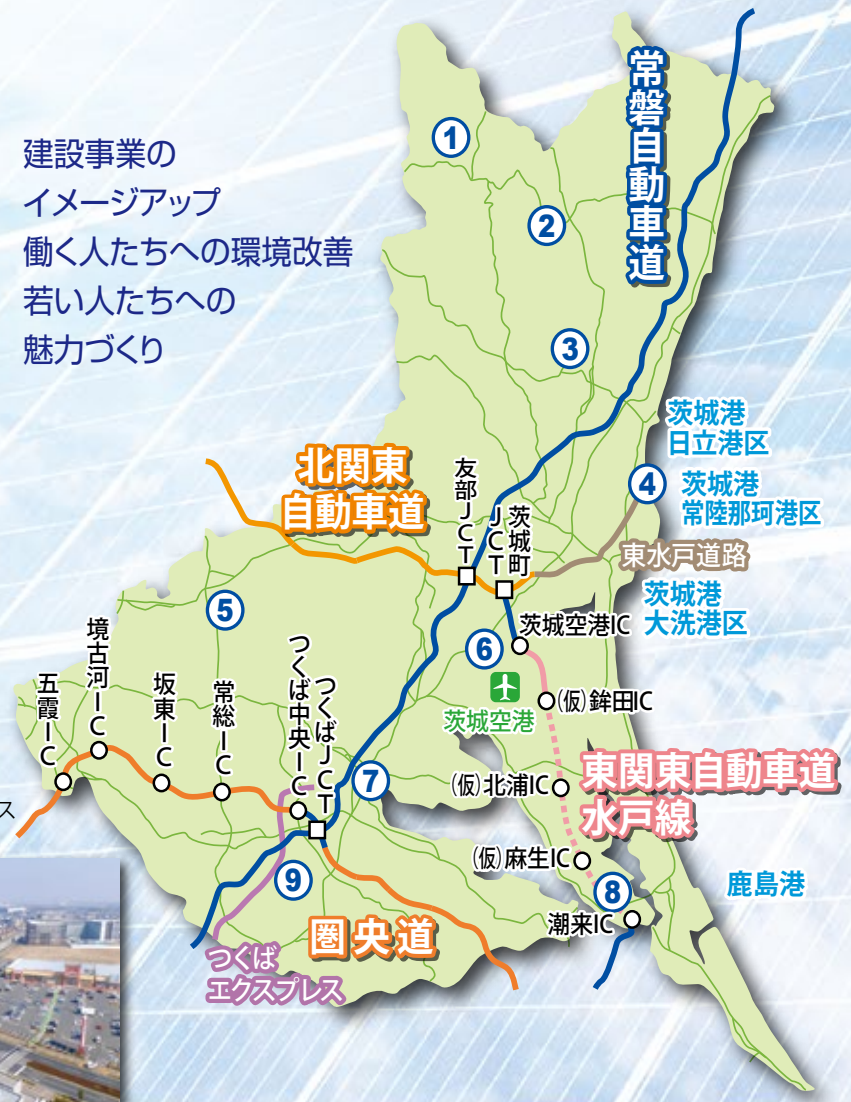 建設事業の
イメージアップ
働く人たちへの環境改善
若い人たちへの
魅力づくり
常磐自動車道
①
②
③
茨城港
日立港区
④
茨城港
常陸那珂港区
北関東
自動車道
友部JCT
茨城町
JCT
東水戸道路
茨城港
大洗港区
⑤
⑥
茨城空港IC
茨城空港
(仮)鉾田IC
五霞IC
境古河IC
坂東IC
常総IC
つくば中央IC
つくばJCT
⑦
(仮)北浦IC
東関東自動車道
水戸線
(仮)麻生IC
⑧
潮来IC
鹿島港
⑨
圏央道
つくば
エクスプレス
ス